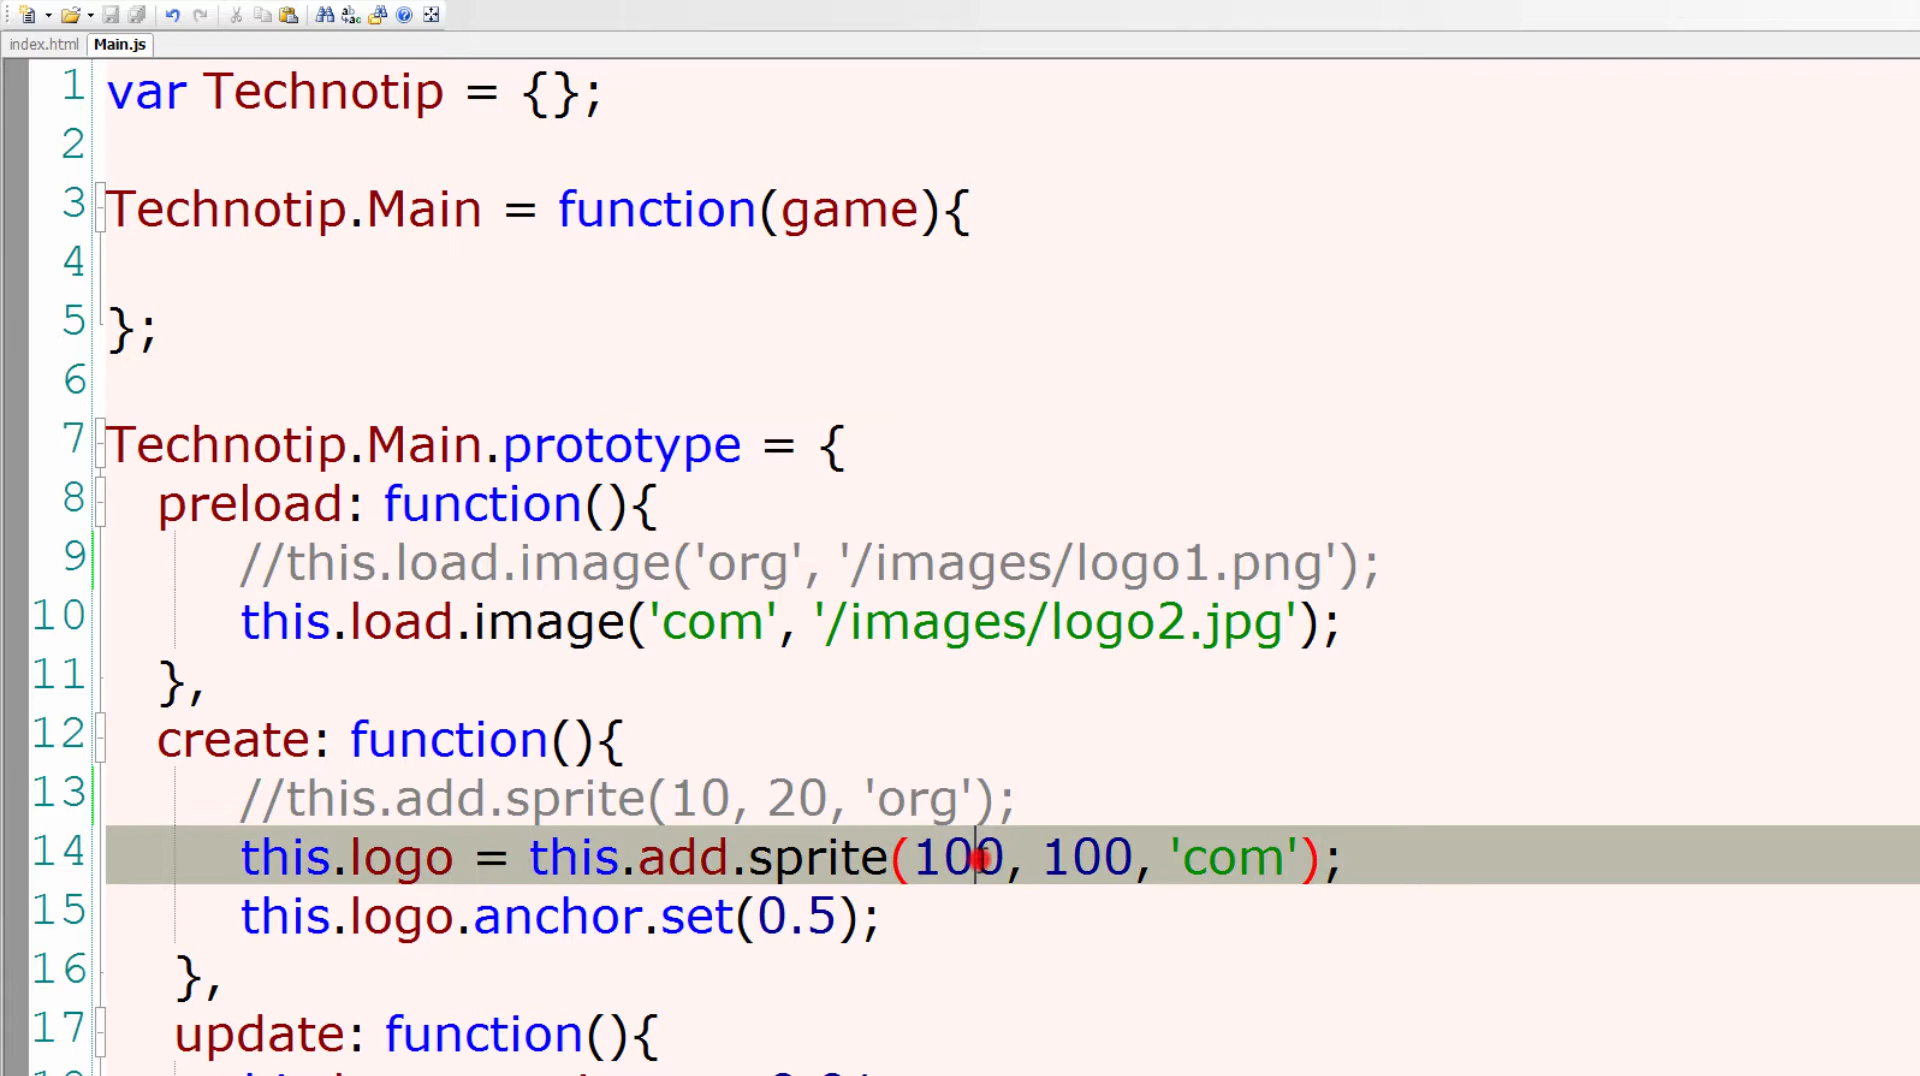 index.html Main.js
1 var Technotip = {};
2
3 Technotip.Main = function(game){
4
5 };
6
7 Technotip.Main.prototype = {
8 preload: function(){
9 //this.load.image('org', '/images/logo1.png');
10 this.load.image('com', '/images/logo2.jpg');
11 },
12 create: function(){
13 //this.add.sprite(10, 20, 'org');
14 this.logo = this.add.sprite(100, 100, 'com');
15 this.logo.anchor.set(0.5);
16 },
17 update: function(){